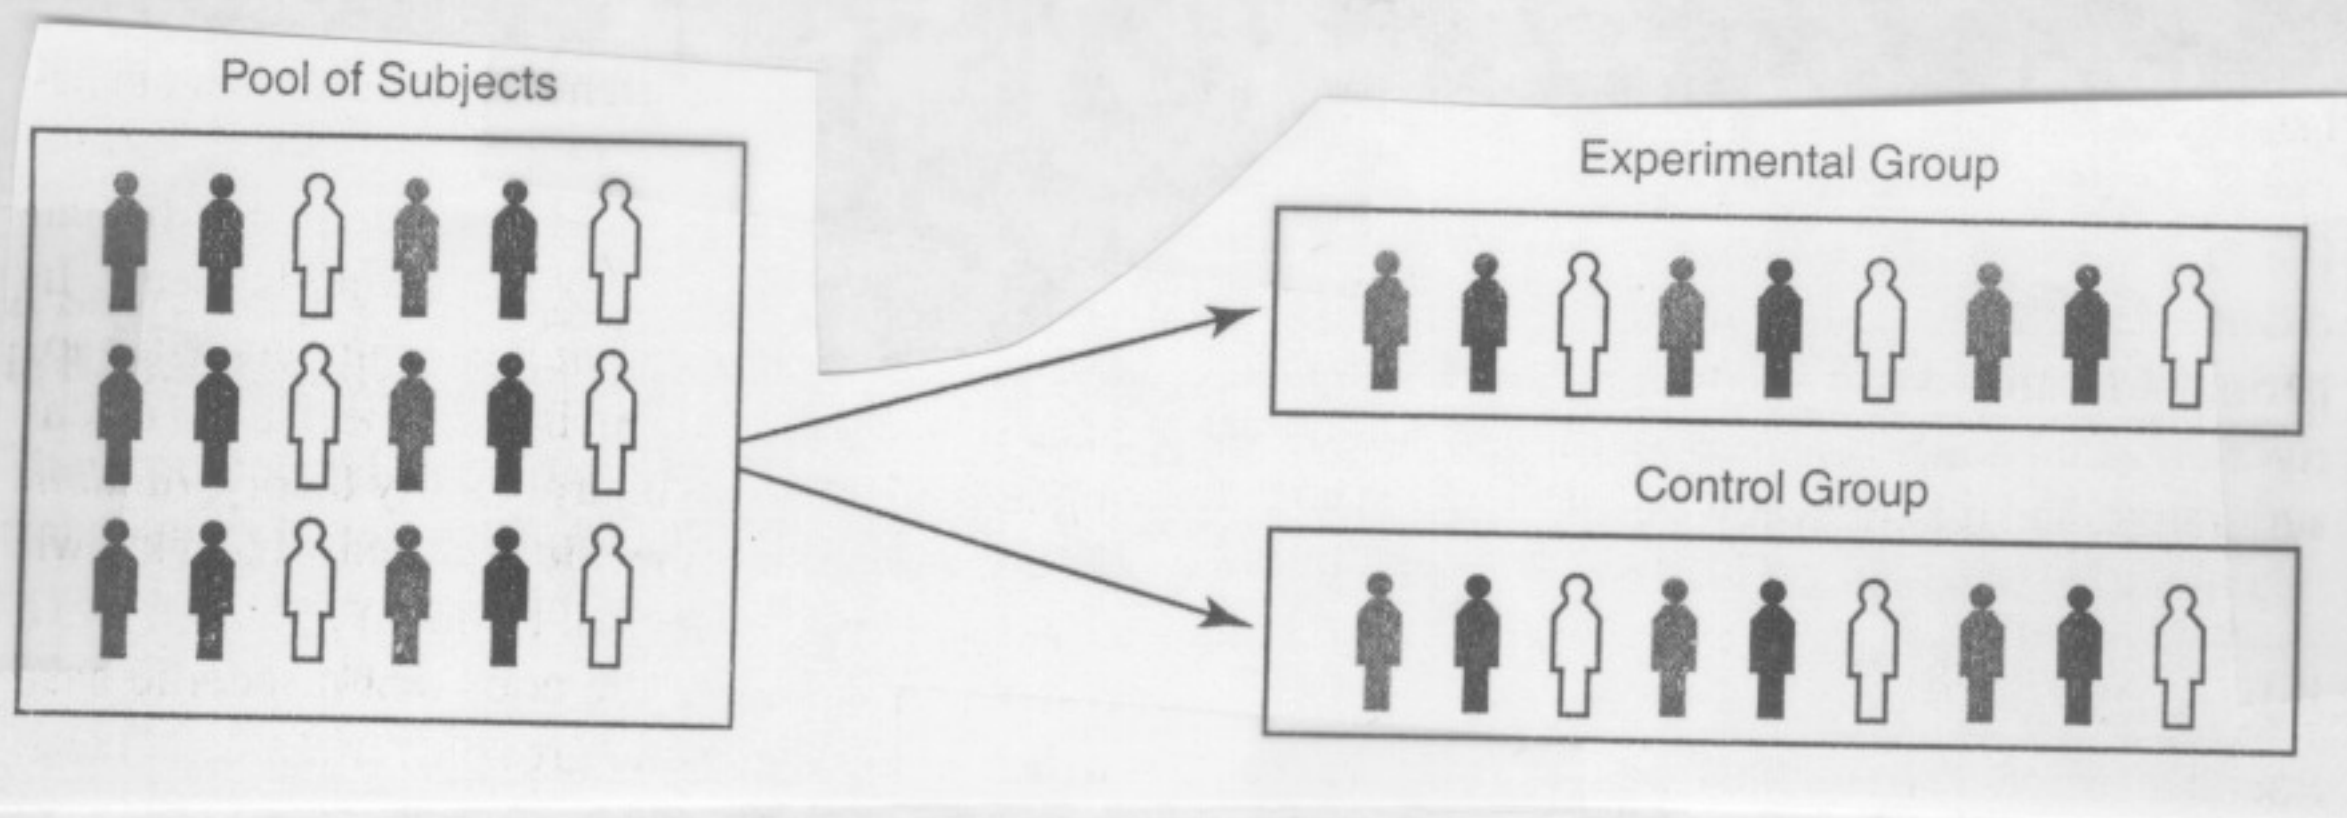 Pool of Subjects
Experimental Group
Control Group